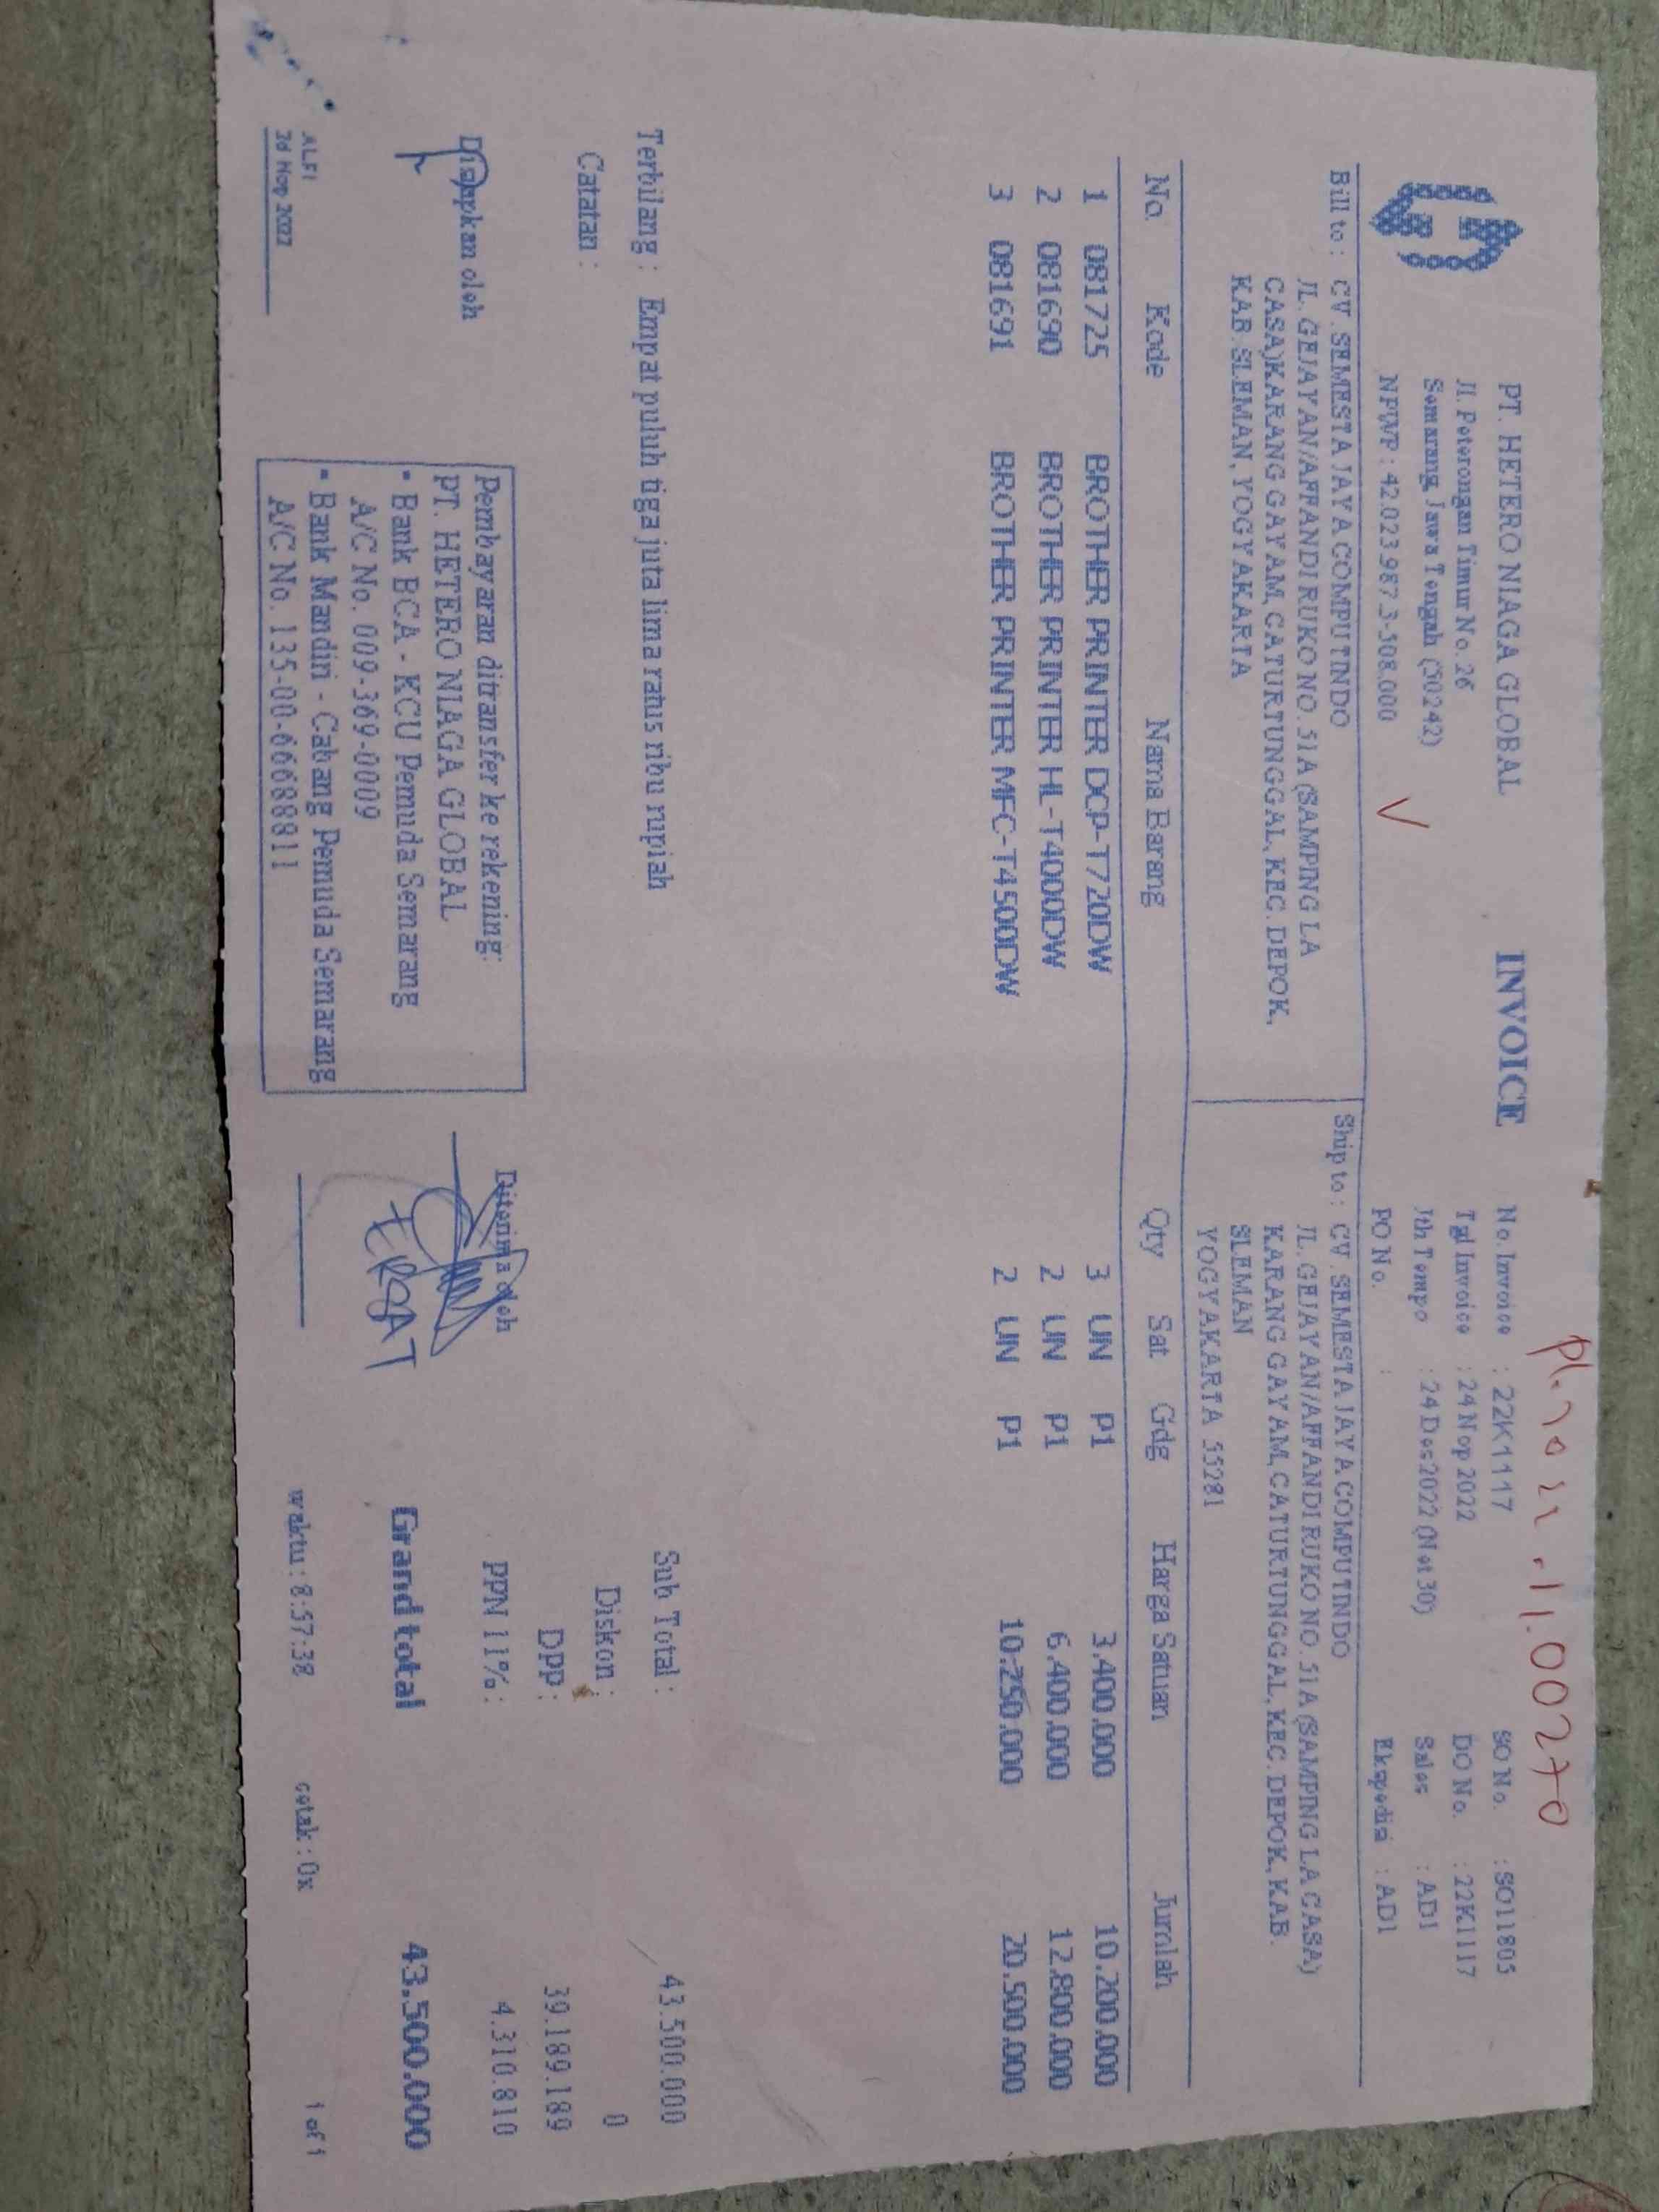 PI. 2022.11.00270
PT. HETERO NIAGA GLOBAL
Jl. Peterongan Timur No. 26
Semarang Jawa Tengah (50242)
NPWP : 42.023.987.3-508.000
INVOICE
No. Invoice : 22K1117
Tgl Invoice : 24 Nop 2022
Jth Tempo : 24 Des 2022 (Net 30)
PO No. :
SO No. : SO11805
DO No. : 22K1117
Sales : ADI
Ekspedisi : ADI
Bill to : CV. SEMESTA JAYA COMPUTINDO
JL. GEJAYAN/AFFANDI RUKO NO. 51A (SAMPING LA
CASA)KARANG GAYAM, CATURTUNGGAL, KEC. DEPOK,
KAB. SLEMAN, YOGYAKARTA
Ship to : CV. SEMESTA JAYA COMPUTINDO
JL. GEJAYAN/AFFANDI RUKO NO. 51A (SAMPING LA CASA)
KARANG GAYAM, CATURTUNGGAL, KEC. DEPOK, KAB.
SLEMAN
YOGYAKARTA 55281
No. Kode Nama Barang Qty Sat Gdg Harga Satuan Jumlah
1 081725 BROTHER PRINTER DCP-T720DW 3 UN P1 3.400.000 10.200.000
2 081690 BROTHER PRINTER HL-T4000DW 2 UN P1 6.400.000 12.800.000
3 081691 BROTHER PRINTER MFC-T4500DW 2 UN P1 10.250.000 20.500.000
Terbilang : Empat puluh tiga juta lima ratus ribu rupiah
Catatan :
Sub Total : 43.500.000
Diskon : 0
DPP : 39.189.189
PPN 11% : 4.310.810
Grand total 43.500.000
Disiapkan oleh
ALFI
24 Nop 2022
Pembayaran ditransfer ke rekening:
PT. HETERO NIAGA GLOBAL
* Bank BCA - KCU Pemuda Semarang
A/C No. 009-369-0009
* Bank Mandiri - Cabang Pemuda Semarang
A/C No. 135-00-6668881 1
Diterima oleh
waktu : 8:57:38 cetak : 0x 1 of 1